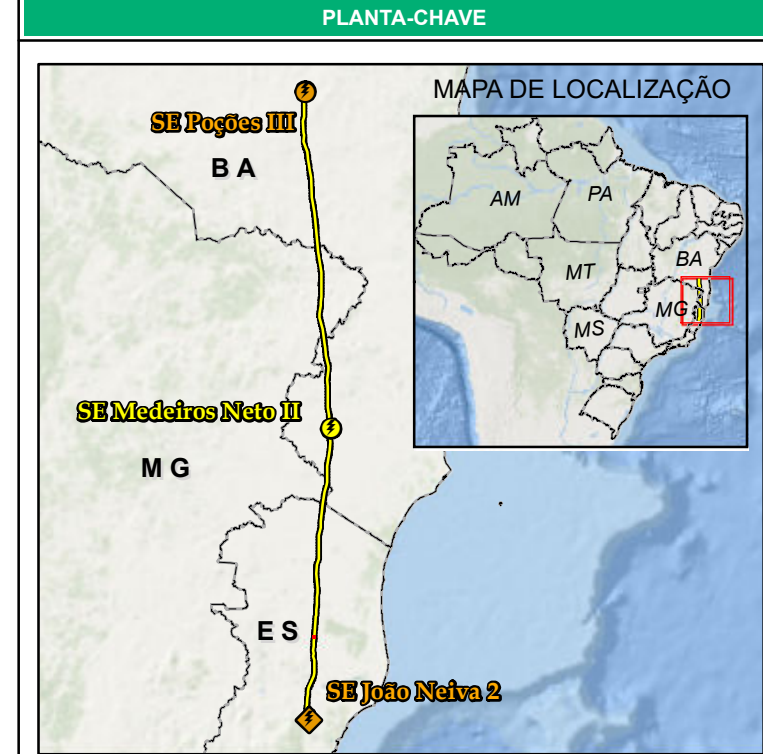 PLANTA-CHAVE
MAPA DE LOCALIZAÇÃO
SE Poções III
B A
AM
PA
BA
MT
MG
MS
SE Medeiros Neto II
M G
E S
SE João Neiva 2